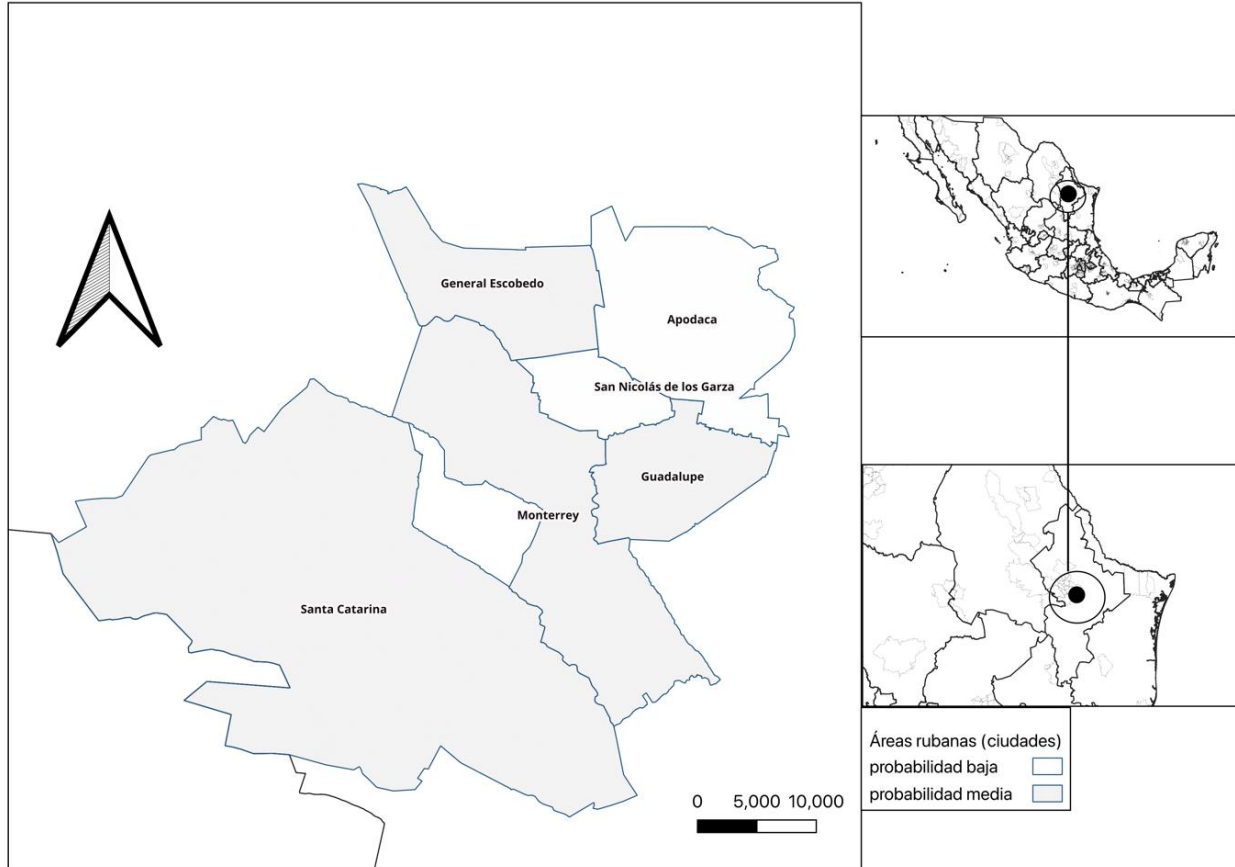 General Escobedo
Apodaca
San Nicolás de los Garza
Guadalupe
Monterrey
Santa Catarina
0 5,000 10,000
Áreas rubanas (ciudades)
probabilidad baja
probabilidad media